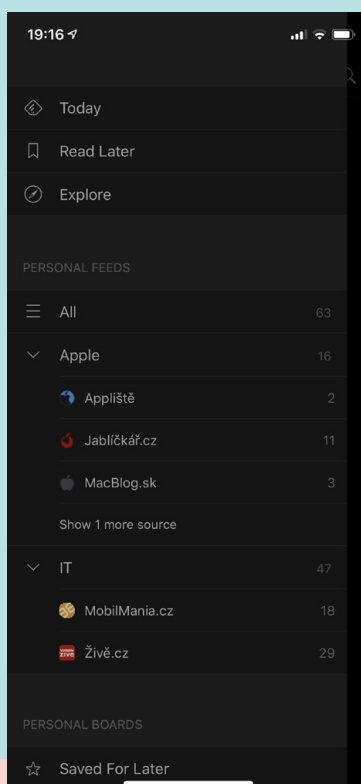 19:16
Today
Read Later
Explore
PERSONAL FEEDS
All 63
Apple 16
Appliště 2
Jablíčkář.cz 11
MacBlog.sk 3
Show 1 more source
IT 47
MobilMania.cz 18
živě Živě.cz 29
PERSONAL BOARDS
Saved For Later